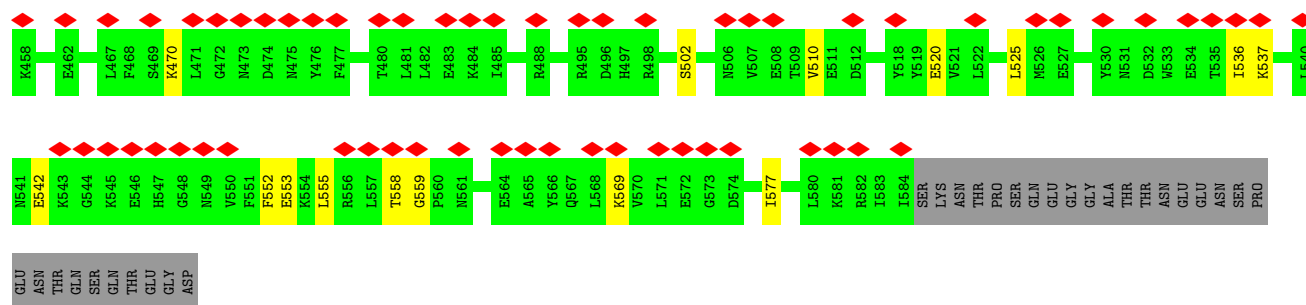 K458 E462 L467 F468 S469 K470 L471 G472 N473 D474 N475 Y476 F477 T480 L481 L482 E483 K484 I485 R488 R495 D496 H497 R498 S502 N506 V507 E508 T509 V510 E511 D512 Y518 Y519 E520 V521 L522 L525 M526 E527 Y530 N531 D532 W533 E534 T535 I536 K537 L540
N541 E542 K543 G544 K545 E546 H547 G548 N549 V550 F551 F552 E553 K554 L555 R556 L557 T558 G559 P560 N561 E564 A565 Y566 Q567 L568 K569 V570 L571 E572 G573 D574 I577 L580 K581 R582 I583 I584 SER LYS ASN THR PRO SER GLN GLU GLY GLY ALA THR THR ASN GLU GLU ASN SER PRO
GLU ASN THR GLN SER GLN THR GLU GLY ASP